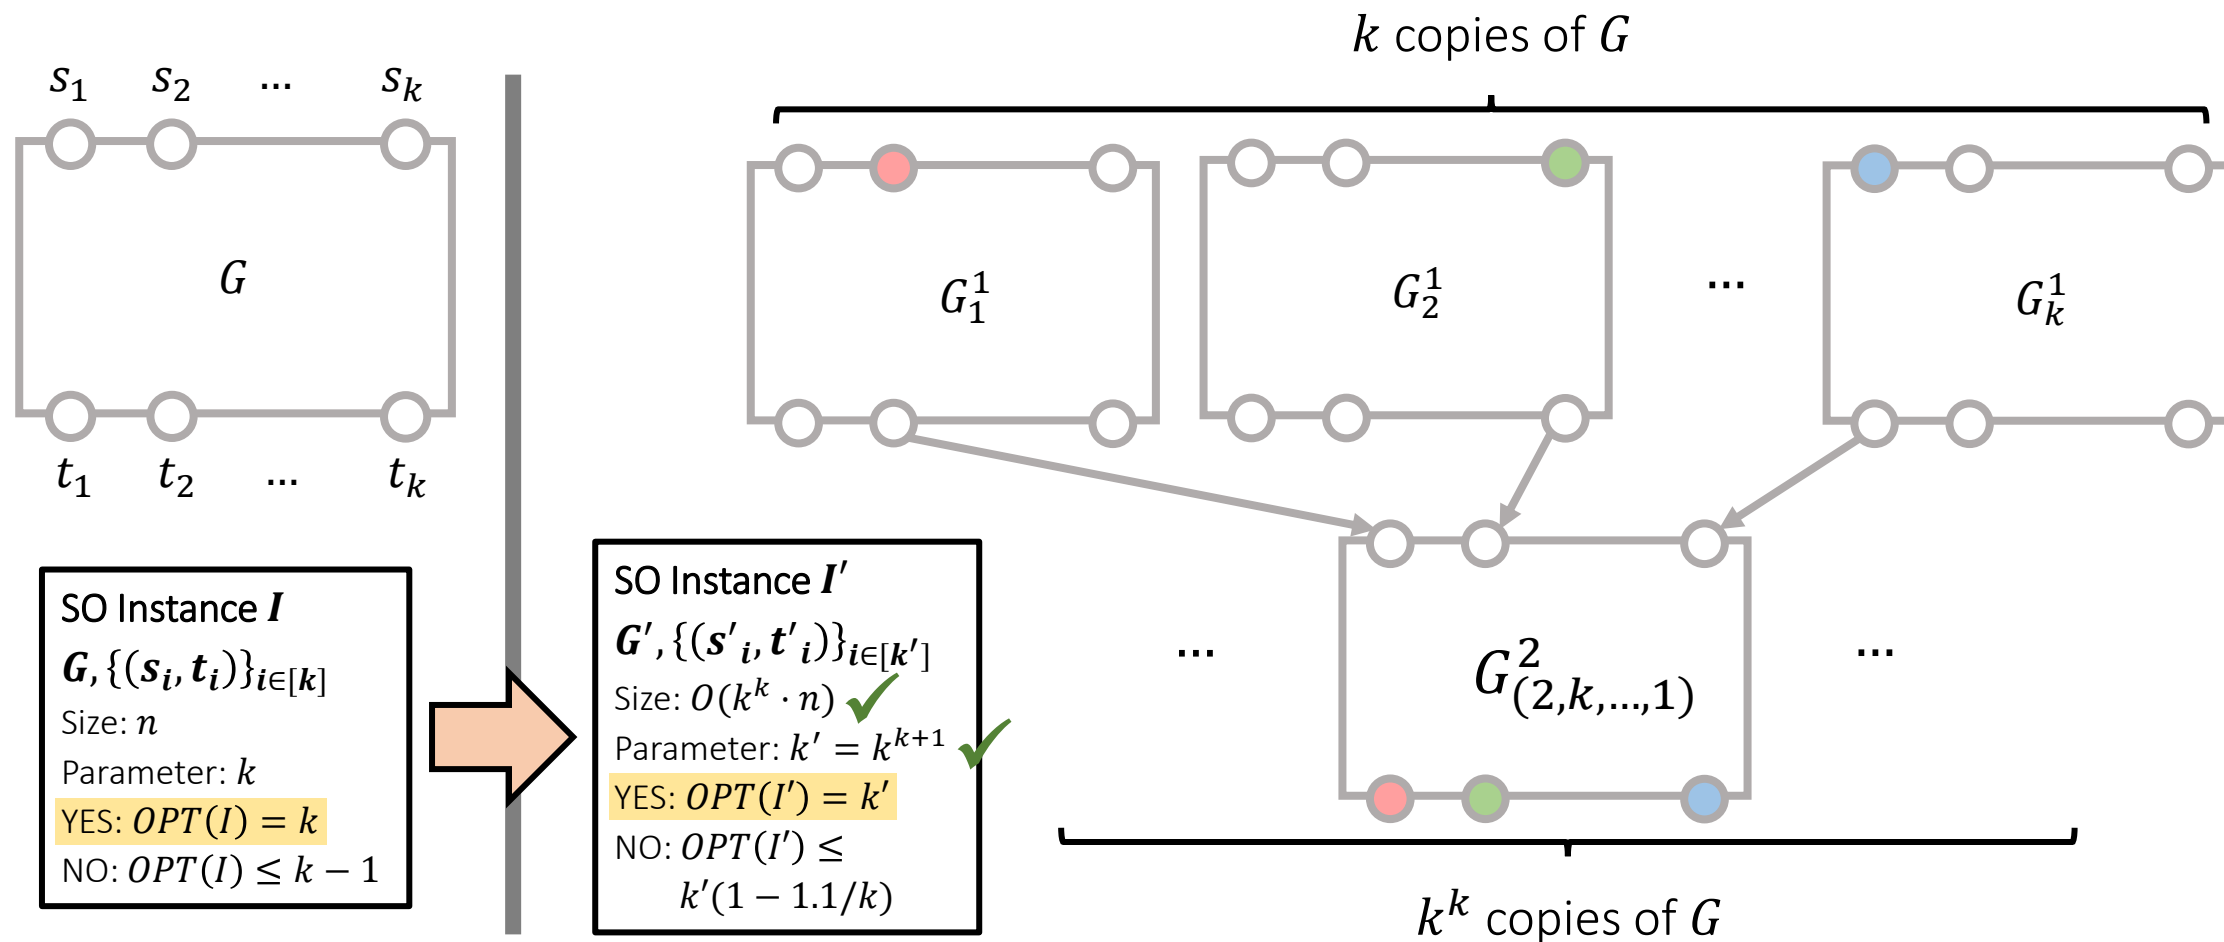 s₁ s₂ ... sₖ
G
t₁ t₂ ... tₖ
SO Instance I
G, {(sᵢ, tᵢ)}ᵢ∈[ₖ]
Size: n
Parameter: k
YES: OPT(I) = k
NO: OPT(I) ≤ k − 1
k copies of G
G₁¹ G₂¹ ... Gₖ¹
SO Instance I′
G′, {(s′ᵢ, t′ᵢ)}ᵢ∈[ₖ′]
Size: O(kᵏ · n)
Parameter: k′ = kᵏ⁺¹
YES: OPT(I′) = k′
NO: OPT(I′) ≤
k′(1 − 1.1/k)
... G²₍₂,ₖ,...,₁₎ ...
kᵏ copies of G